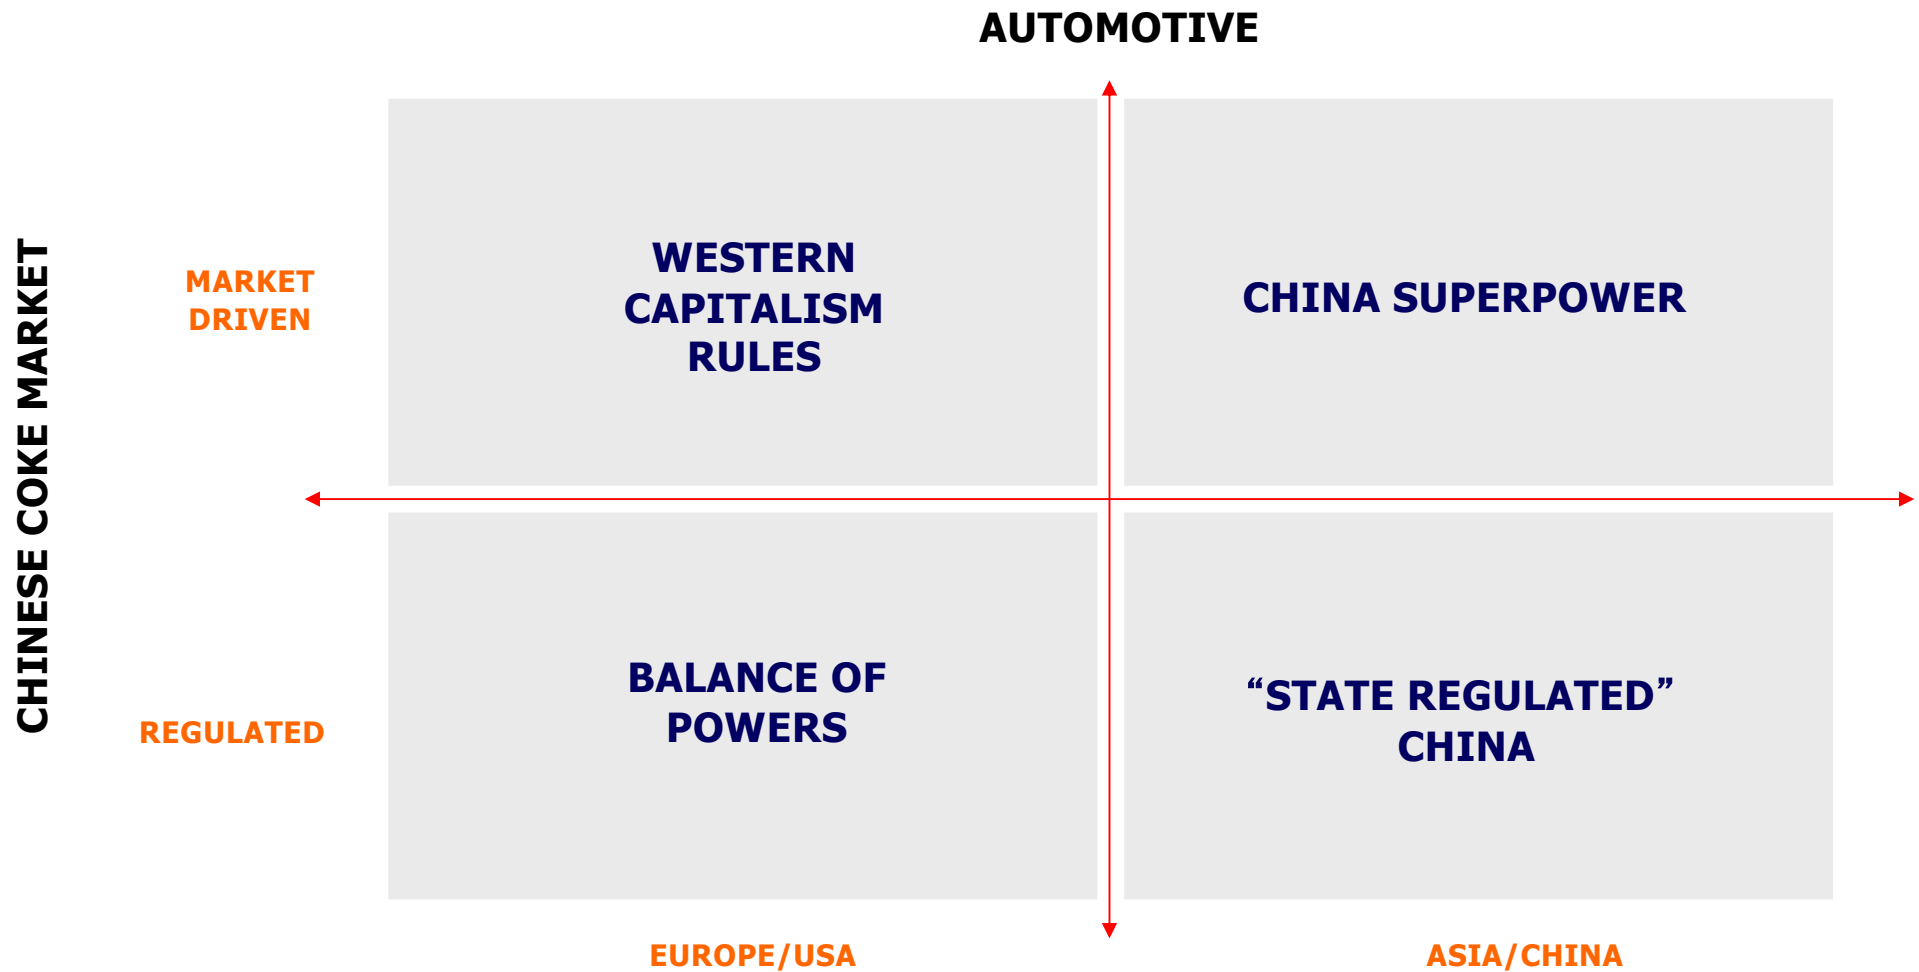 AUTOMOTIVE
CHINESE COKE MARKET
MARKET
DRIVEN
WESTERN
CAPITALISM
RULES
CHINA SUPERPOWER
REGULATED
BALANCE OF
POWERS
“STATE REGULATED”
CHINA
EUROPE/USA
ASIA/CHINA